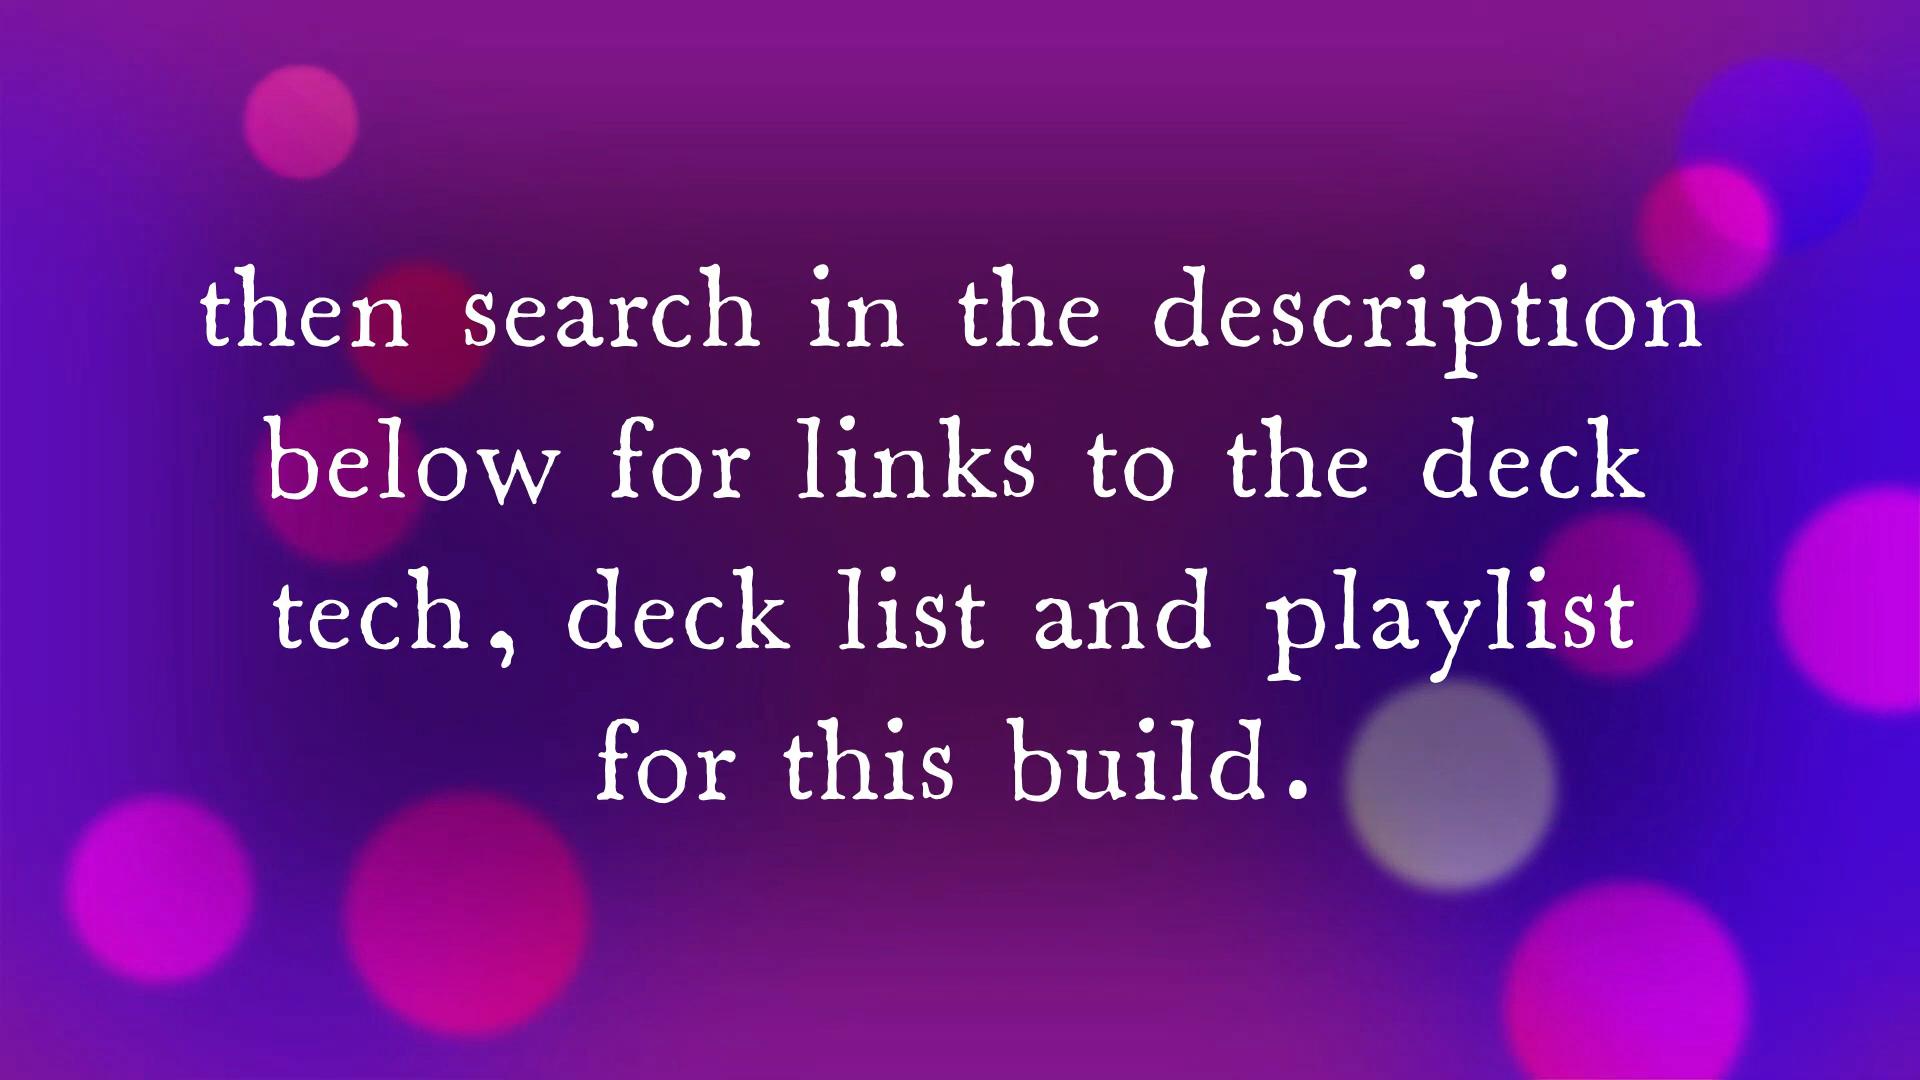 then search in the description
below for links to the deck
tech, deck list and playlist
for this build.